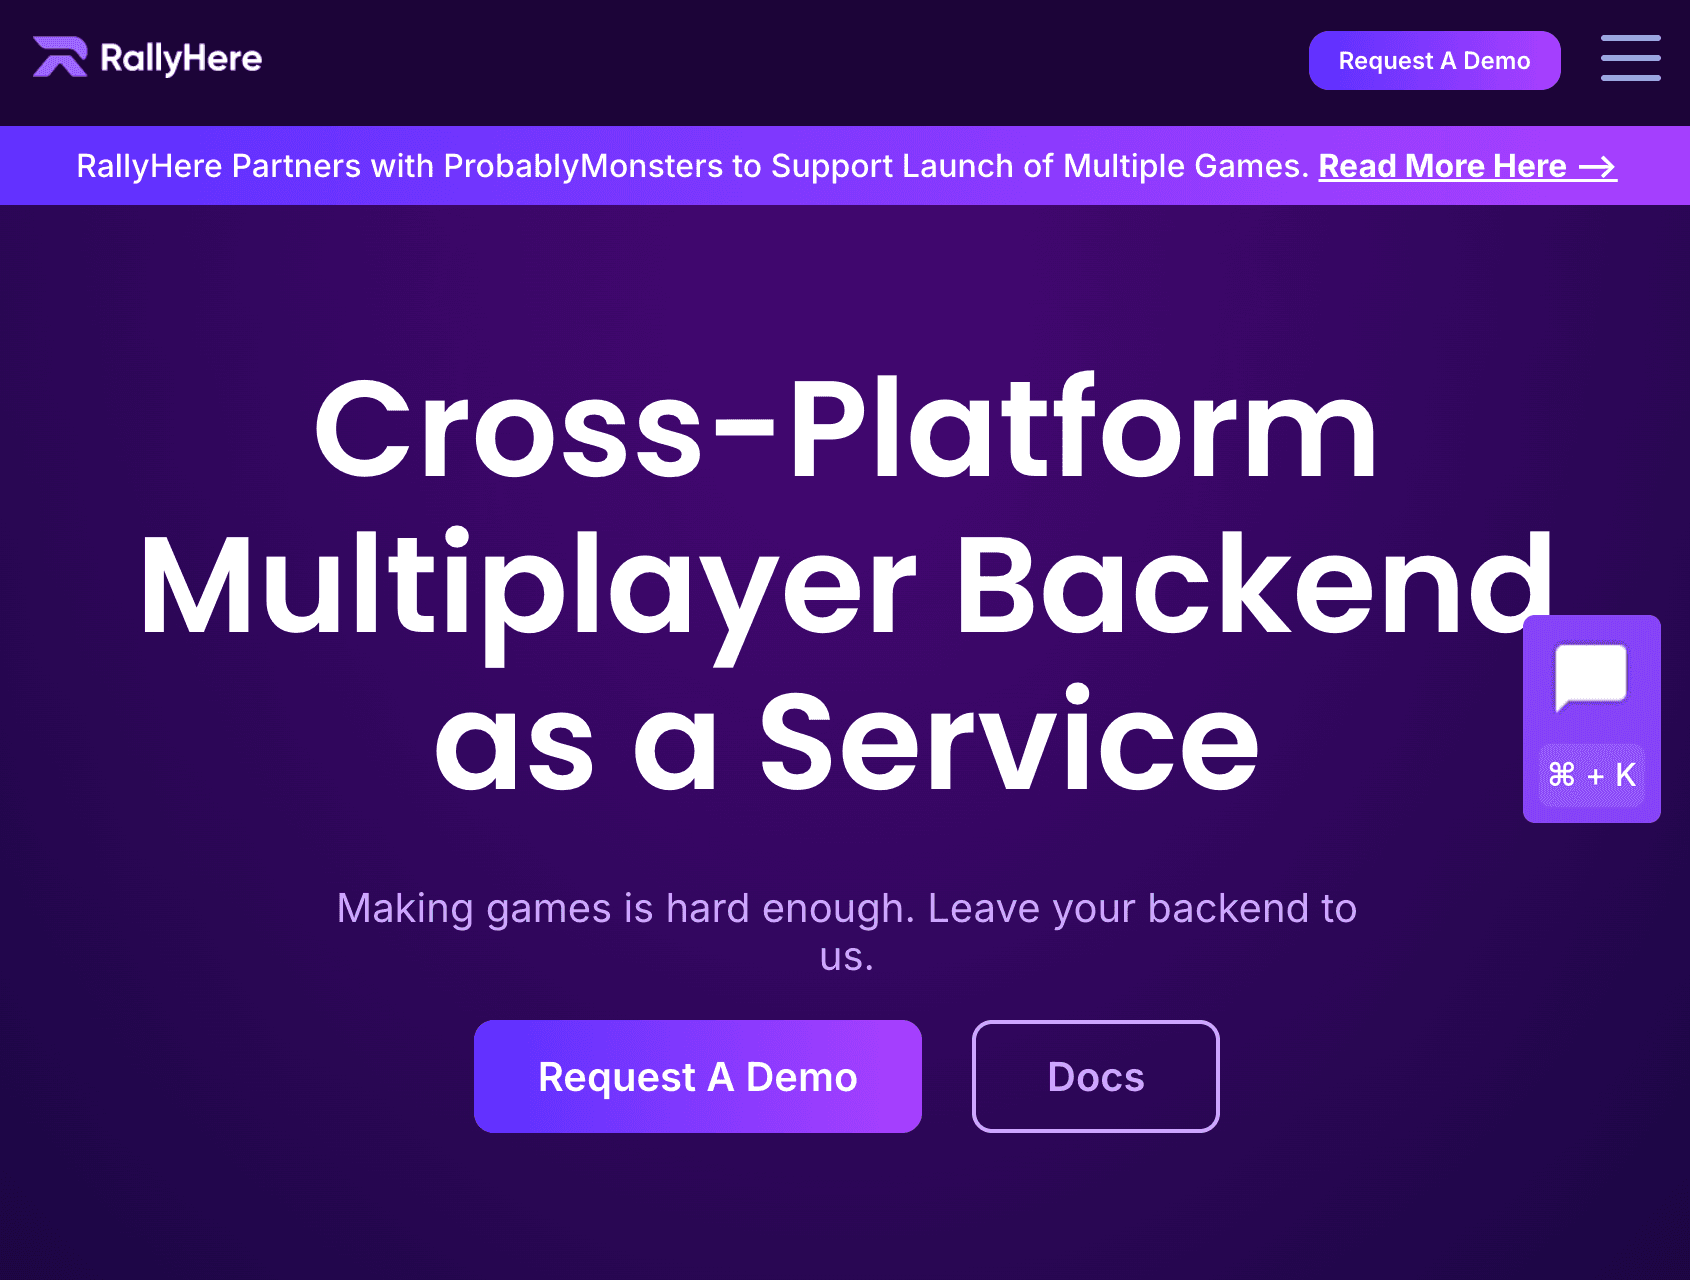 RallyHere
Request A Demo
RallyHere Partners with ProbablyMonsters to Support Launch of Multiple Games. Read More Here →
Cross-Platform
Multiplayer Backend
as a Service
⌘ + K
Making games is hard enough. Leave your backend to
us.
Request A Demo
Docs